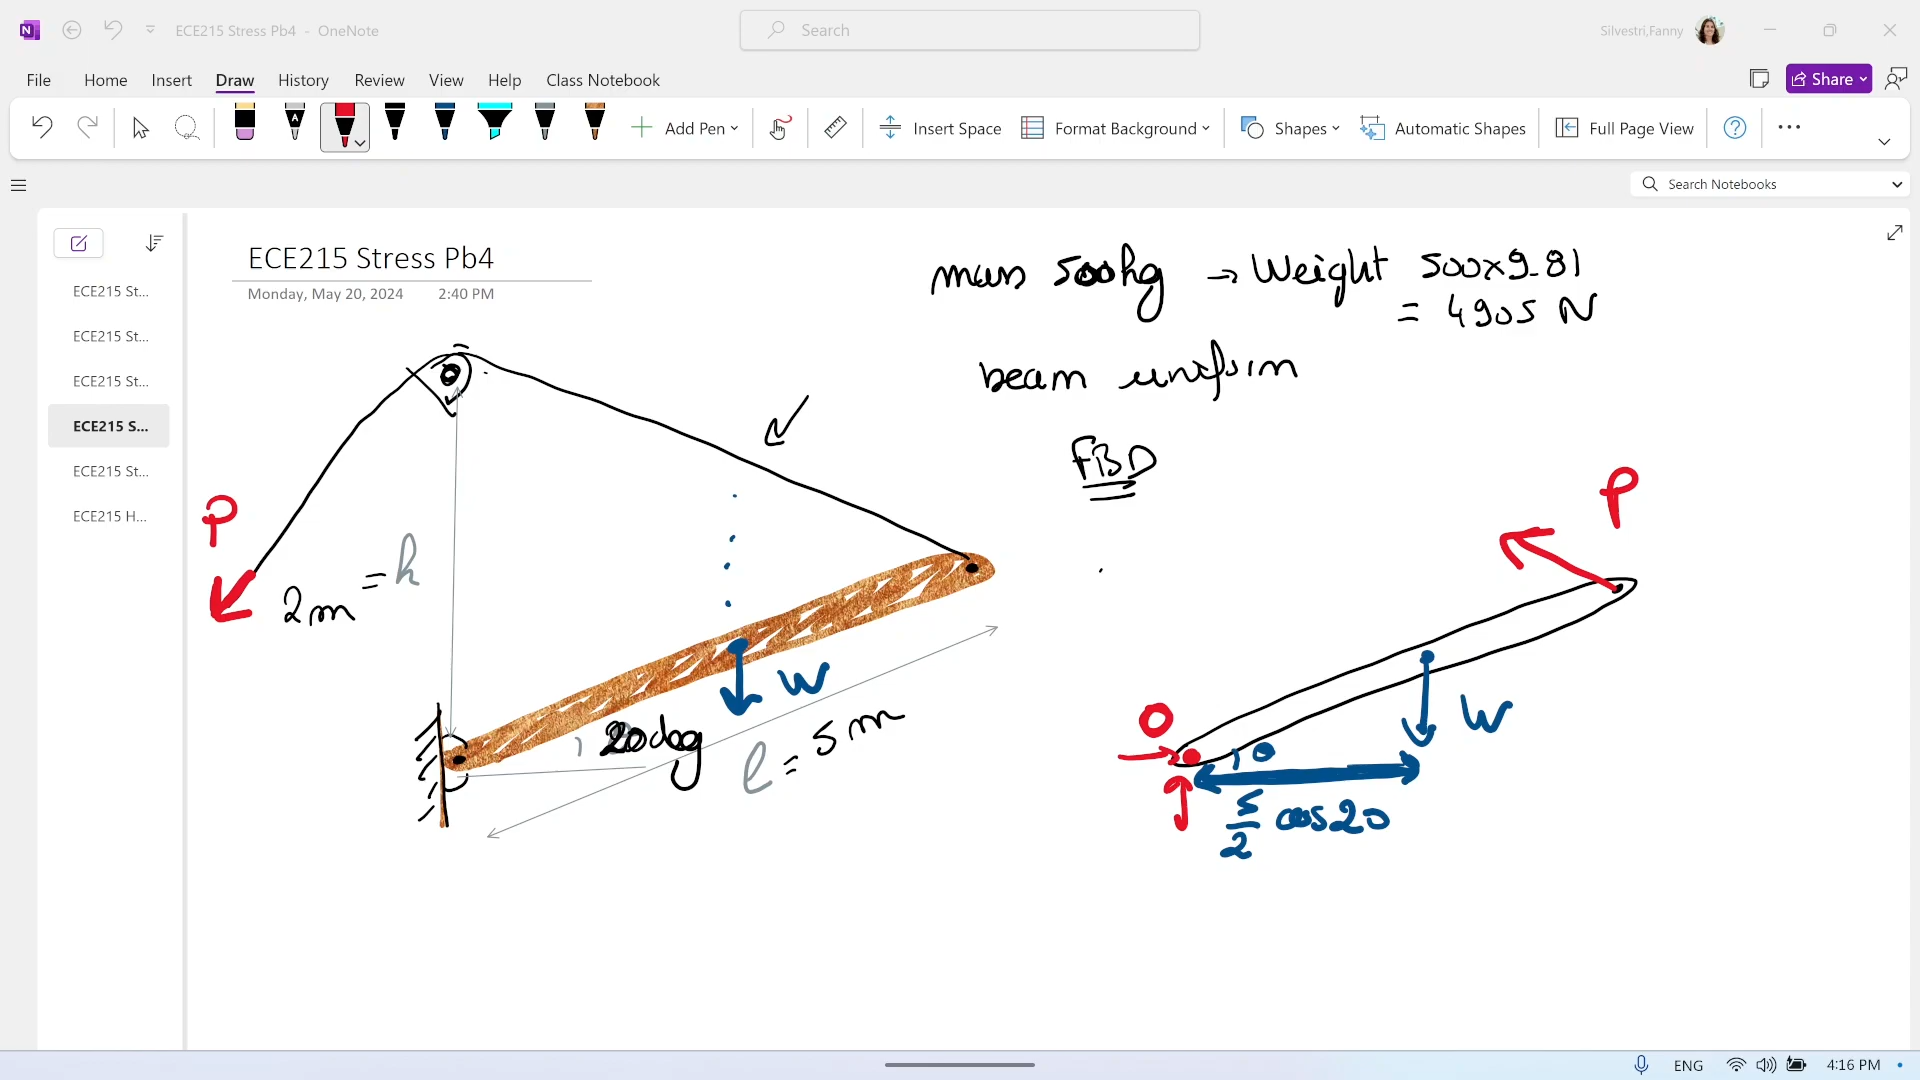 ECE215 Stress Pb4 - OneNote
Search
Silvestri,Fanny
File Home Insert Draw History Review View Help Class Notebook
Share
Add Pen
Insert Space
Format Background
Shapes
Automatic Shapes
Full Page View
Search Notebooks
ECE215 St...
ECE215 St...
ECE215 St...
ECE215 S...
ECE215 St...
ECE215 H...
ECE215 Stress Pb4
Monday, May 20, 2024 2:40 PM
mass 500kg → Weight 500x9.81
= 4905 N
beam uniform
FBD
P
2m = h
W
20deg
l = 5m
P
O
W
θ
5/2 cos20
ENG
4:16 PM